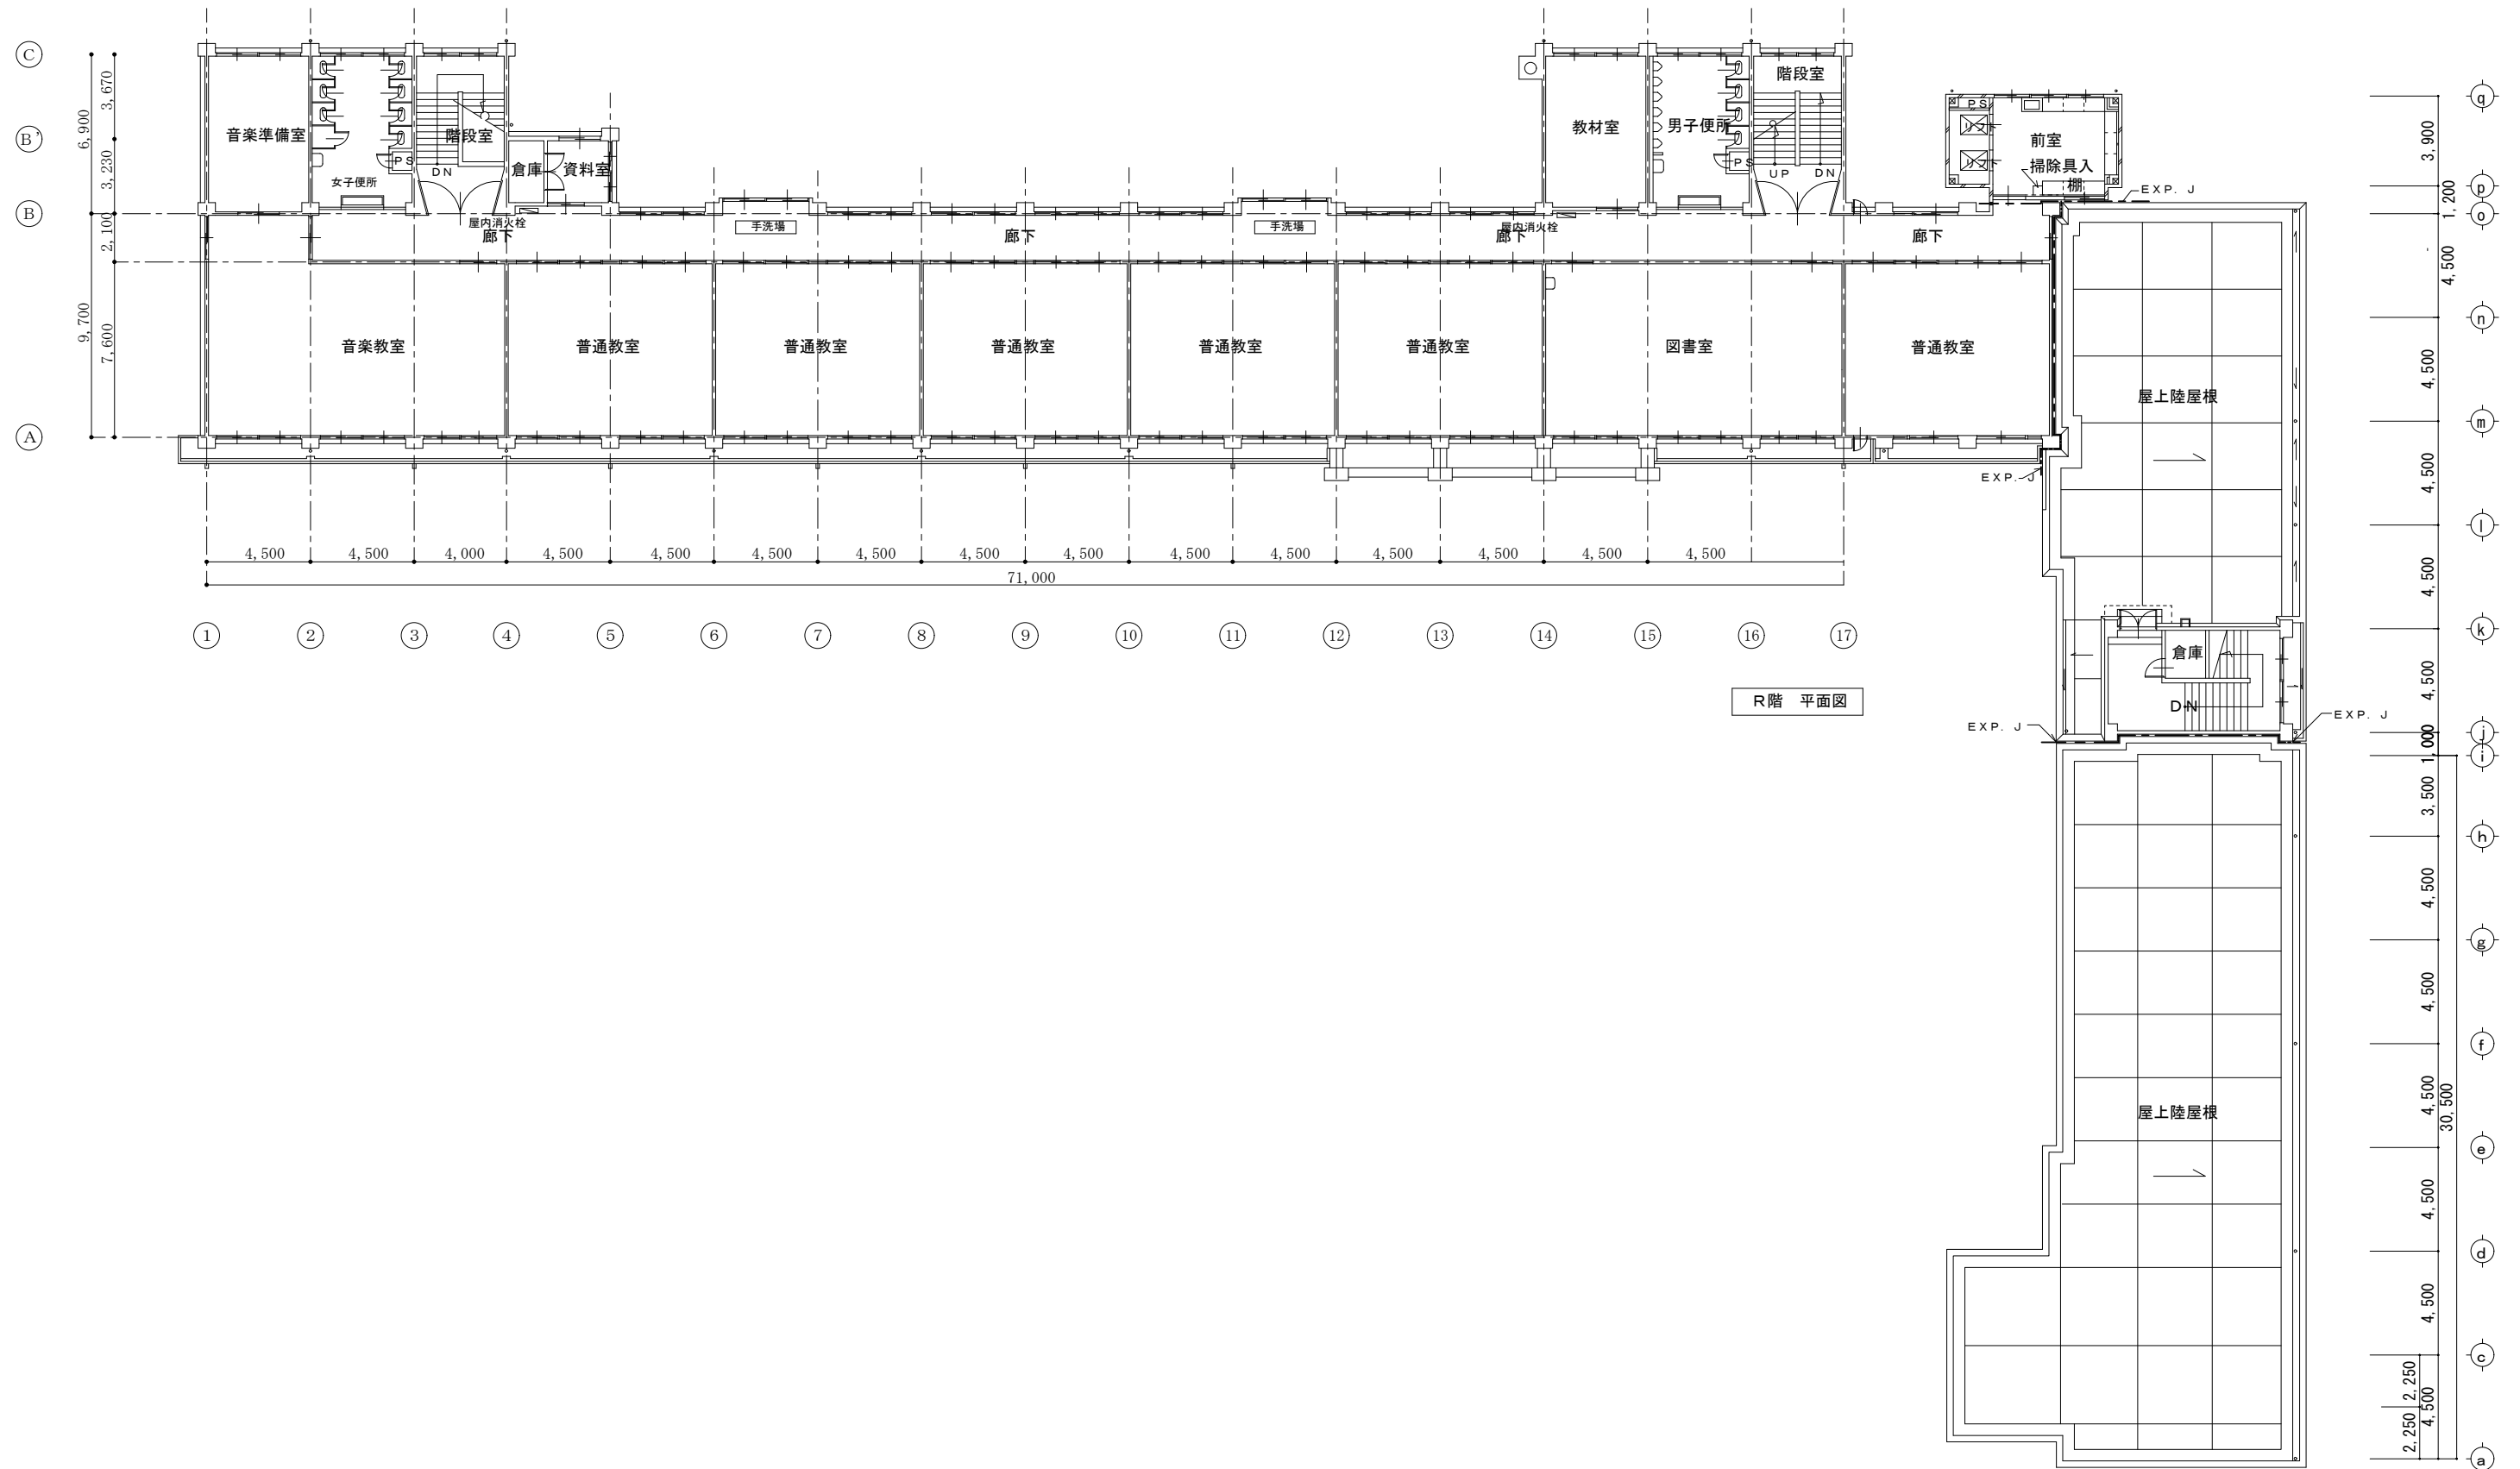 C
B'
B
A
3,670
6,900
3,230
2,100
9,700
7,600
音楽準備室
女子便所
PS
階段室
DN
倉庫
資料室
屋内消火栓
廊下
手洗場
廊下
手洗場
屋内消火栓
廊下
教材室
男子便所
PS
階段室
UP
DN
廊下
PS
リフト
リフト
前室
掃除具入
棚
EXP. J
音楽教室
普通教室
普通教室
普通教室
普通教室
普通教室
図書室
普通教室
屋上陸屋根
EXP. J
4,500
4,500
4,000
4,500
4,500
4,500
4,500
4,500
4,500
4,500
4,500
4,500
4,500
4,500
4,500
71,000
1
2
3
4
5
6
7
8
9
10
11
12
13
14
15
16
17
R階 平面図
倉庫
DN
EXP. J
EXP. J
屋上陸屋根
3,900
1,200
4,500
4,500
4,500
4,500
4,500
1,000
3,500
4,500
4,500
4,500
30,500
4,500
4,500
2,250
4,500
2,250
q
p
o
n
m
l
k
j
i
h
g
f
e
d
c
a